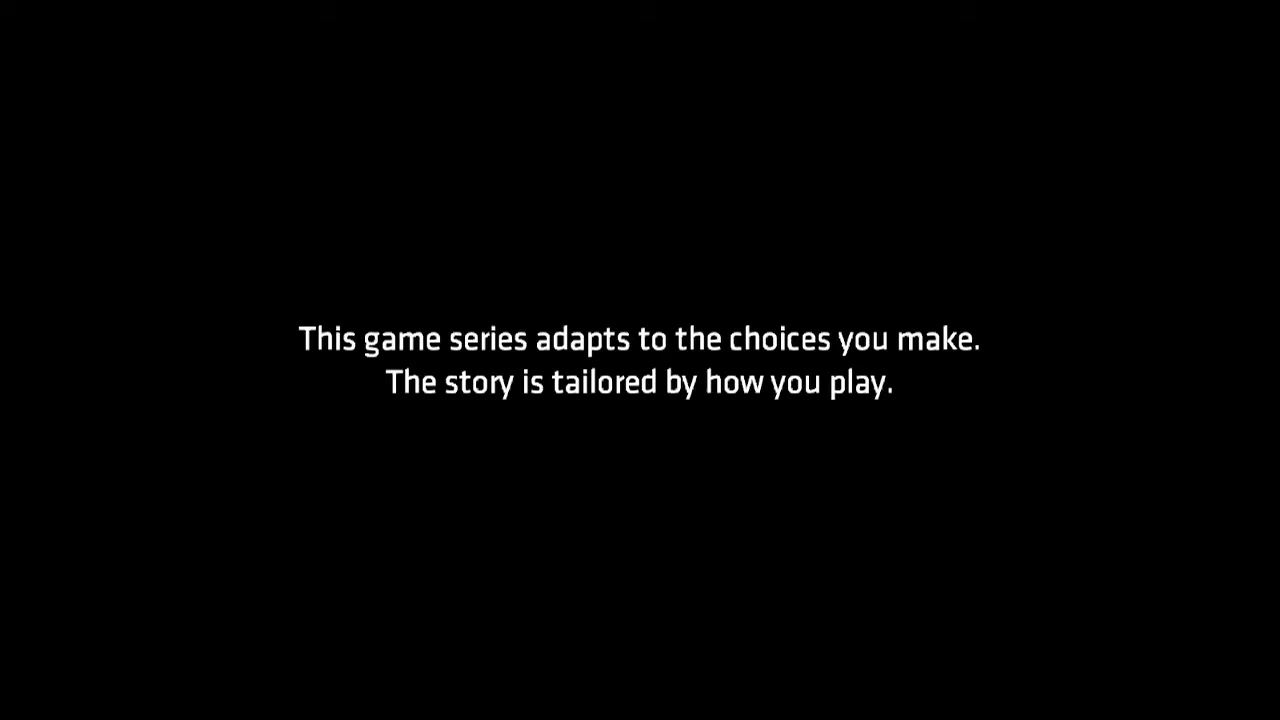 This game series adapts to the choices you make.
The story is tailored by how you play.